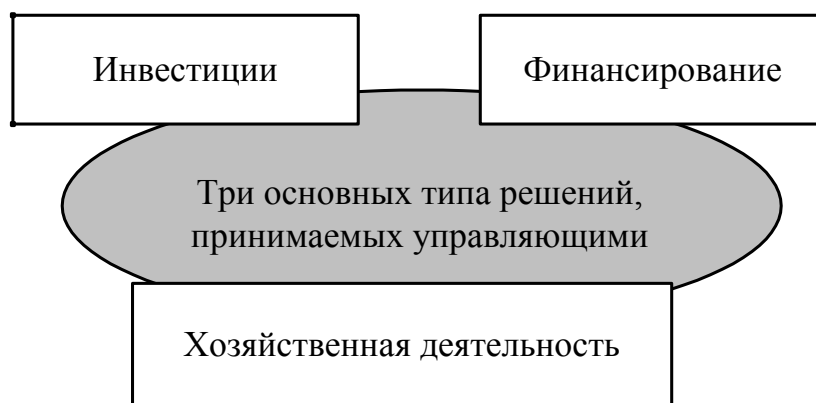 Инвестиции
Финансирование
Три основных типа решений,
принимаемых управляющими
Хозяйственная деятельность